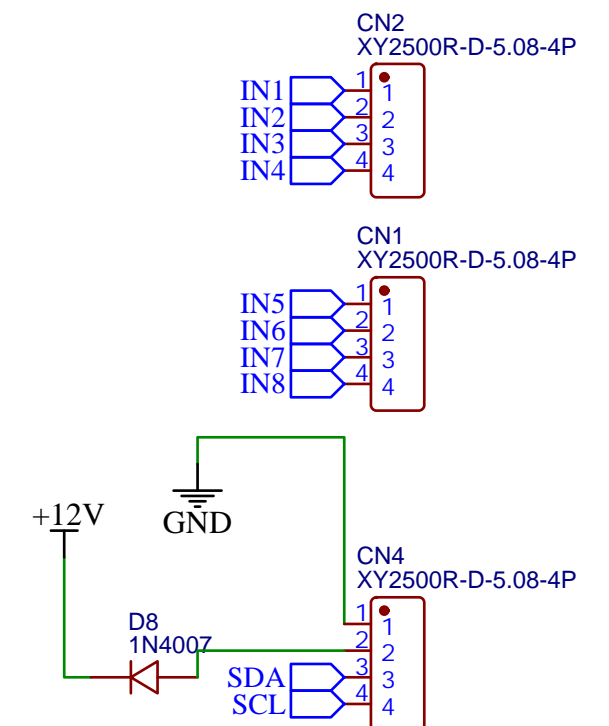 CN2
XY2500R-D-5.08-4P
IN1 1 1
IN2 2 2
IN3 3 3
IN4 4 4
CN1
XY2500R-D-5.08-4P
IN5 1 1
IN6 2 2
IN7 3 3
IN8 4 4
+12V
GND
CN4
XY2500R-D-5.08-4P
1 1
D8
1N4007
2 2
SDA 3 3
SCL 4 4